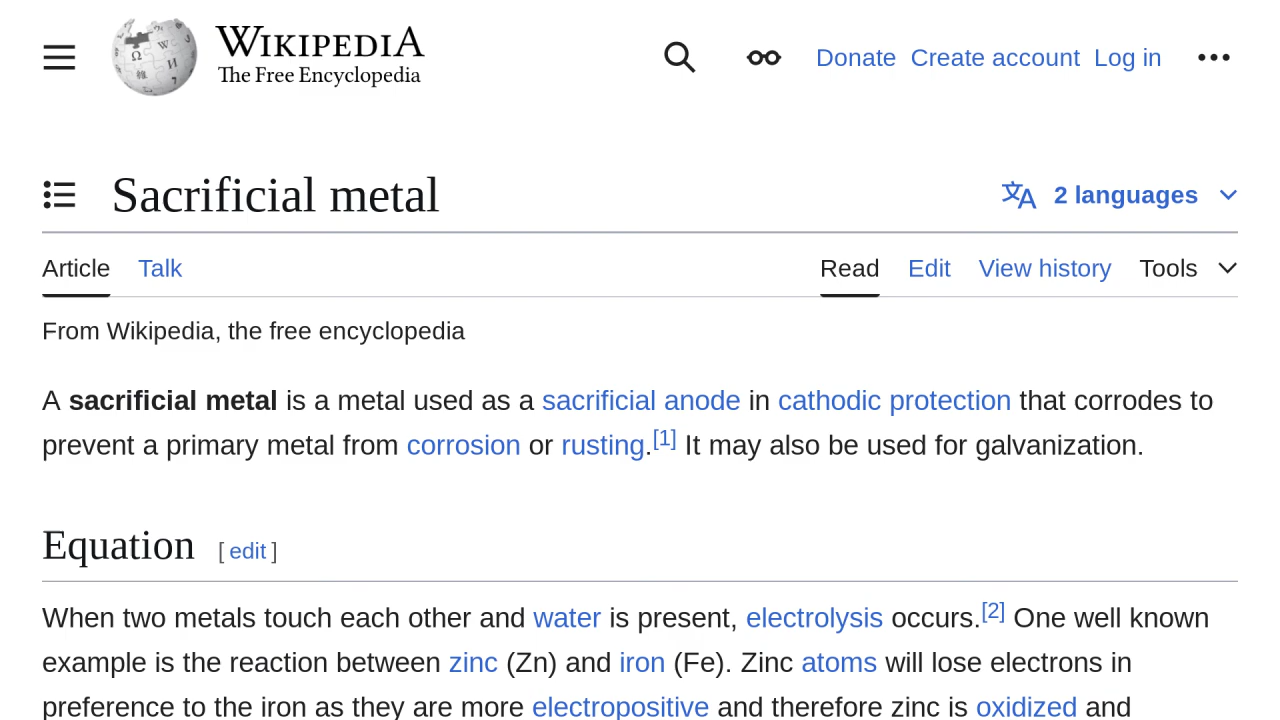 WIKIPEDIA
The Free Encyclopedia
Donate Create account Log in
Sacrificial metal
2 languages
Article Talk Read Edit View history Tools
From Wikipedia, the free encyclopedia
A sacrificial metal is a metal used as a sacrificial anode in cathodic protection that corrodes to
prevent a primary metal from corrosion or rusting.[1] It may also be used for galvanization.
Equation [ edit ]
When two metals touch each other and water is present, electrolysis occurs.[2] One well known
example is the reaction between zinc (Zn) and iron (Fe). Zinc atoms will lose electrons in
preference to the iron as they are more electropositive and therefore zinc is oxidized and